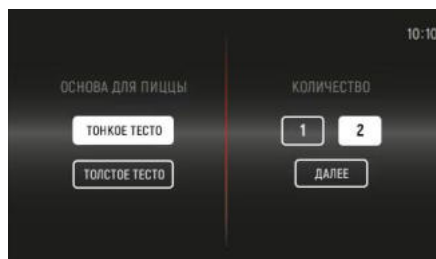 10:10
ОСНОВА ДЛЯ ПИЦЦЫ
КОЛИЧЕСТВО
ТОНКОЕ ТЕСТО
1
2
ТОЛСТОЕ ТЕСТО
ДАЛЕЕ